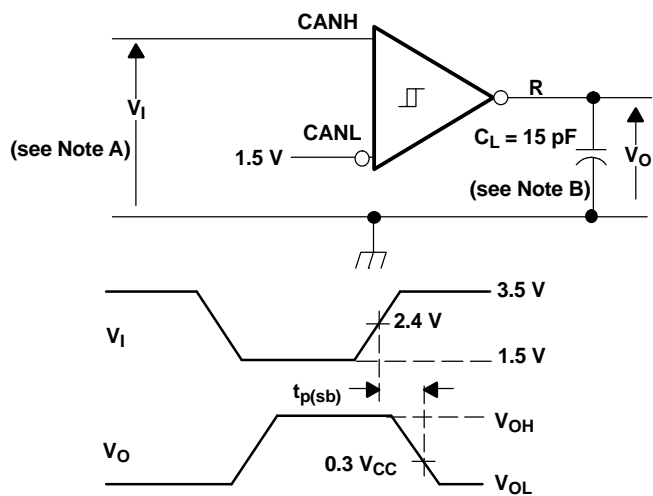 CANH
V_I
(see Note A)
CANL
1.5 V
R
C_L = 15 pF
V_O
(see Note B)
3.5 V
2.4 V
V_I
1.5 V
t_p(sb)
V_OH
V_O
0.3 V_CC
V_OL